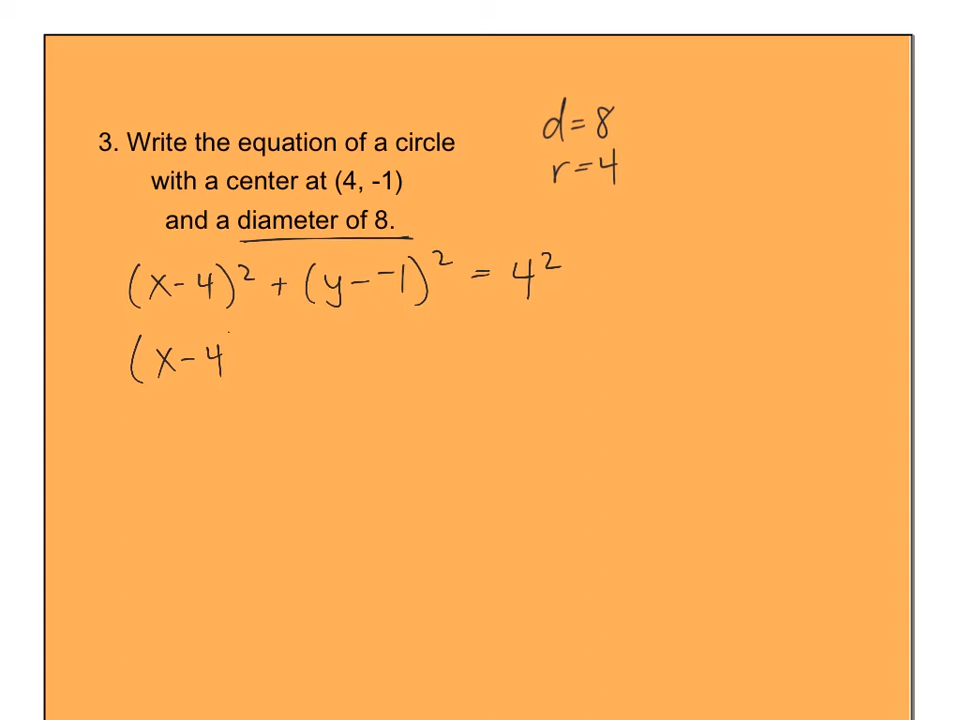 3. Write the equation of a circle
with a center at (4, -1)
and a diameter of 8.
d = 8
r = 4
(x - 4)² + (y - -1)² = 4²
(x - 4